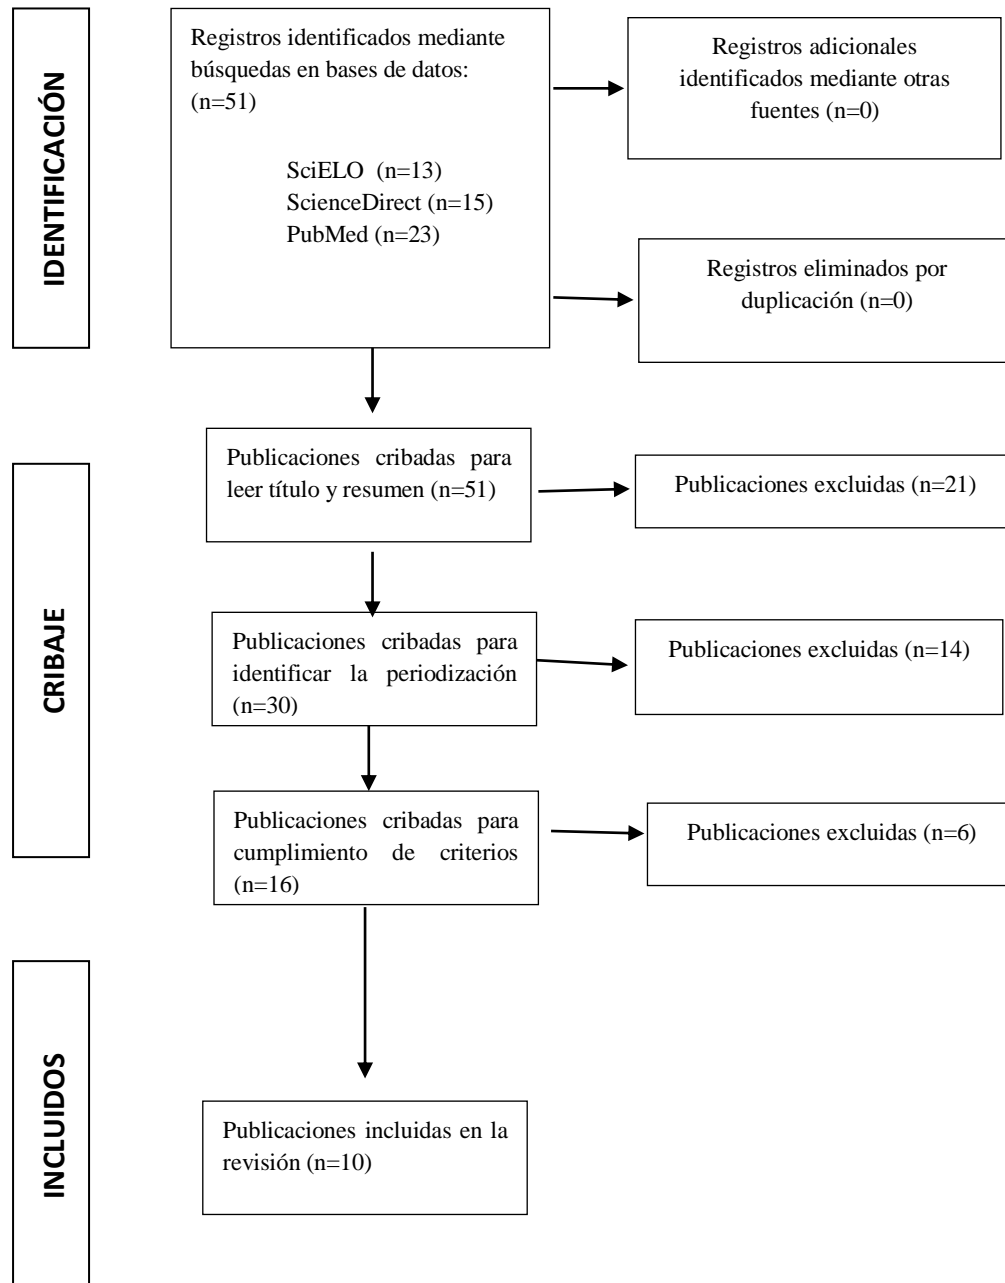 IDENTIFICACIÓN
Registros identificados mediante
búsquedas en bases de datos:
(n=51)
SciELO (n=13)
ScienceDirect (n=15)
PubMed (n=23)
Registros adicionales
identificados mediante otras
fuentes (n=0)
Registros eliminados por
duplicación (n=0)
CRIBAJE
Publicaciones cribadas para
leer título y resumen (n=51)
Publicaciones excluidas (n=21)
Publicaciones cribadas para
identificar la periodización
(n=30)
Publicaciones excluidas (n=14)
Publicaciones cribadas para
cumplimiento de criterios
(n=16)
Publicaciones excluidas (n=6)
INCLUIDOS
Publicaciones incluidas en la
revisión (n=10)